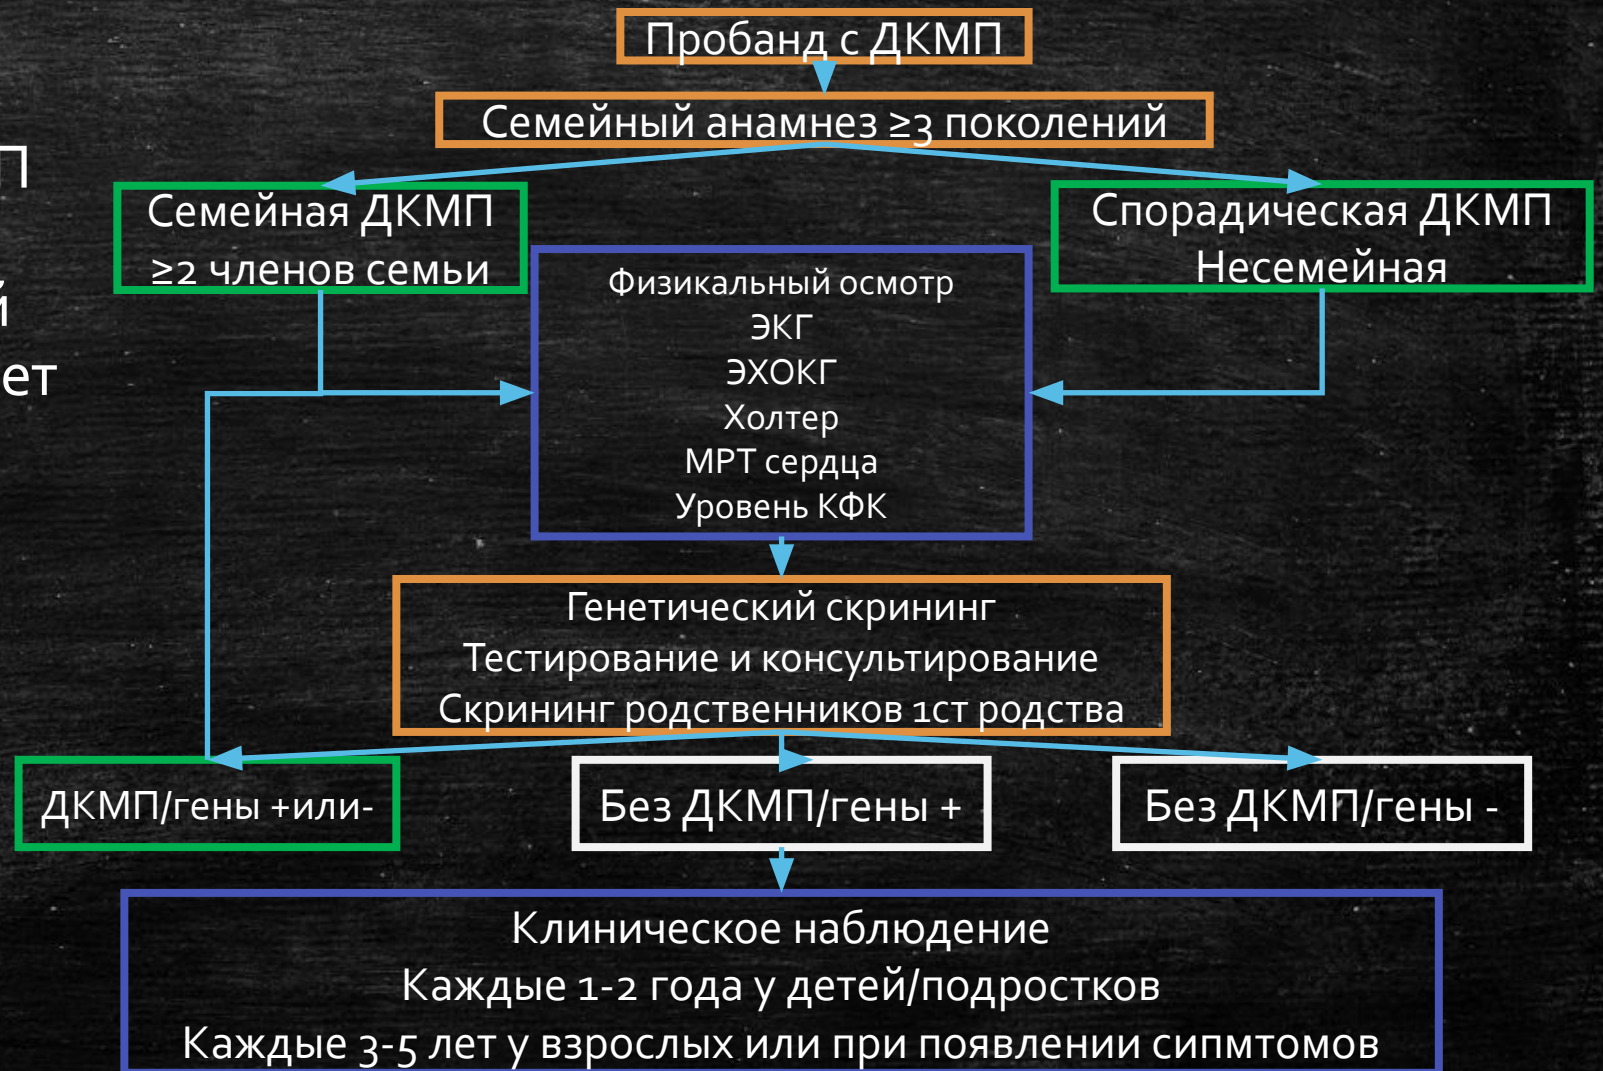 Пробанд с ДКМП
Семейный анамнез ≥3 поколений
П
й
ет
Семейная ДКМП
≥2 членов семьи
Спорадическая ДКМП
Несемейная
Физикальный осмотр
ЭКГ
ЭХОКГ
Холтер
МРТ сердца
Уровень КФК
Генетический скрининг
Тестирование и консультирование
Скрининг родственников 1ст родства
ДКМП/гены +или-
Без ДКМП/гены +
Без ДКМП/гены -
Клиническое наблюдение
Каждые 1-2 года у детей/подростков
Каждые 3-5 лет у взрослых или при появлении сипмтомов